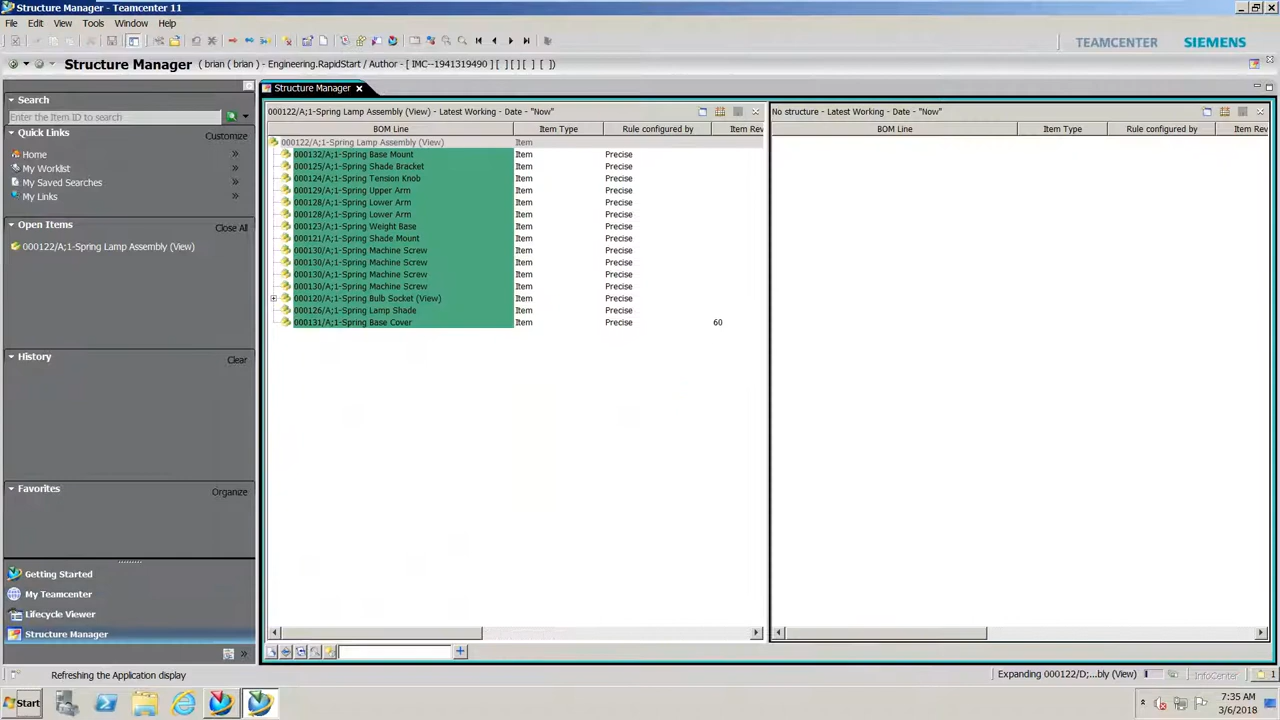 Structure Manager - Teamcenter 11
File Edit View Tools Window Help
TEAMCENTER SIEMENS
Structure Manager ( brian ( brian ) - Engineering.RapidStart / Author - [ IMC--1941319490 ] [ ] [ ] [ ] [ ] )
Structure Manager
Search
Enter the Item ID to search
Quick Links Customize
Home
My Worklist
My Saved Searches
My Links
Open Items Close All
000122/A;1-Spring Lamp Assembly (View)
History Clear
Favorites Organize
Getting Started
My Teamcenter
Lifecycle Viewer
Structure Manager
000122/A;1-Spring Lamp Assembly (View) - Latest Working - Date - "Now"
BOM Line Item Type Rule configured by Item Rev
000122/A;1-Spring Lamp Assembly (View) Item
000132/A;1-Spring Base Mount Item Precise
000125/A;1-Spring Shade Bracket Item Precise
000124/A;1-Spring Tension Knob Item Precise
000129/A;1-Spring Upper Arm Item Precise
000128/A;1-Spring Lower Arm Item Precise
000128/A;1-Spring Lower Arm Item Precise
000123/A;1-Spring Weight Base Item Precise
000121/A;1-Spring Shade Mount Item Precise
000130/A;1-Spring Machine Screw Item Precise
000130/A;1-Spring Machine Screw Item Precise
000130/A;1-Spring Machine Screw Item Precise
000130/A;1-Spring Machine Screw Item Precise
000120/A;1-Spring Bulb Socket (View) Item Precise
000126/A;1-Spring Lamp Shade Item Precise
000131/A;1-Spring Base Cover Item Precise 60
No structure - Latest Working - Date - "Now"
BOM Line Item Type Rule configured by Item Rev
Refreshing the Application display
Expanding 000122/D;...bly (View) InfoCenter 1
Start
7:35 AM
3/6/2018